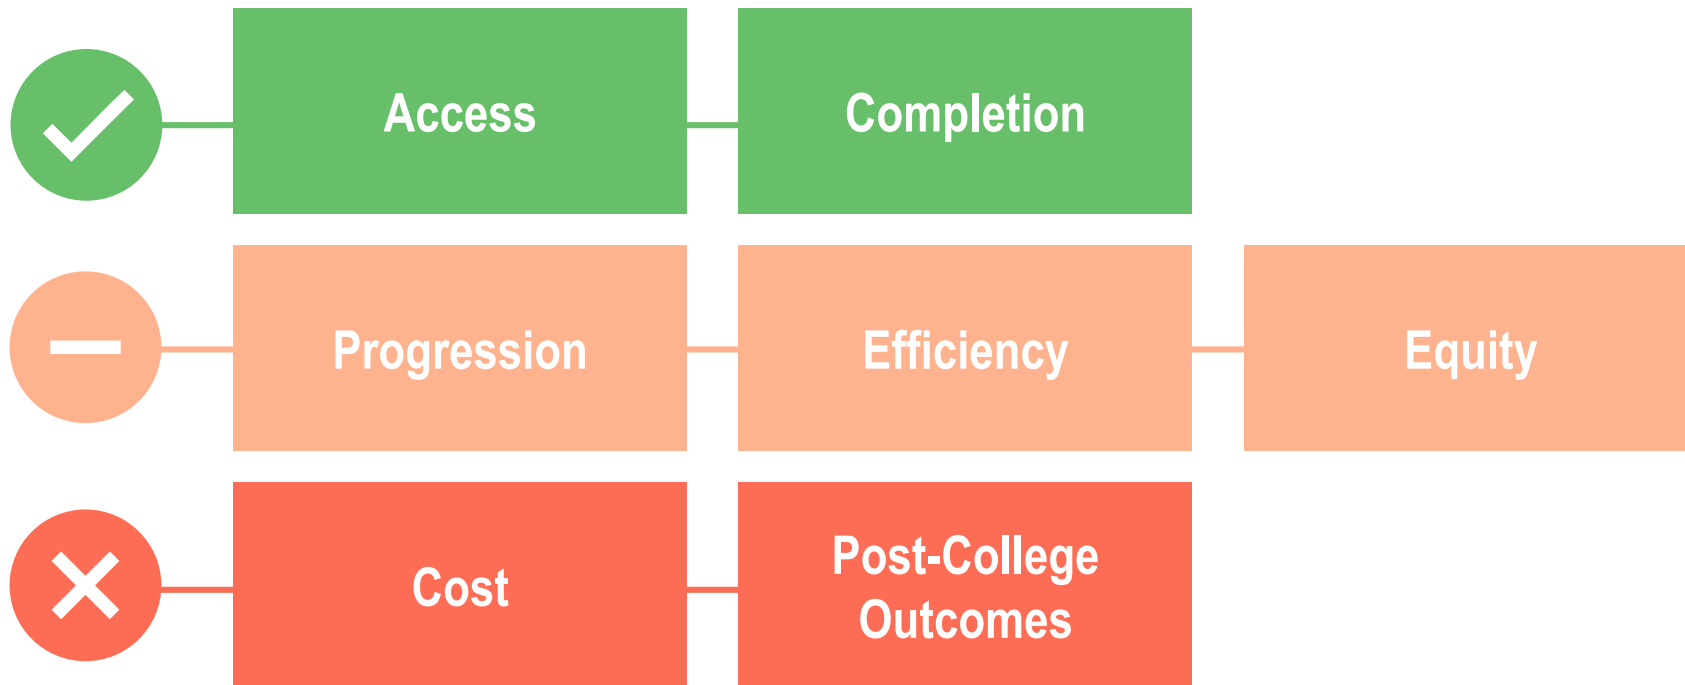 Access
Completion
Progression
Efficiency
Equity
Cost
Post-College
Outcomes